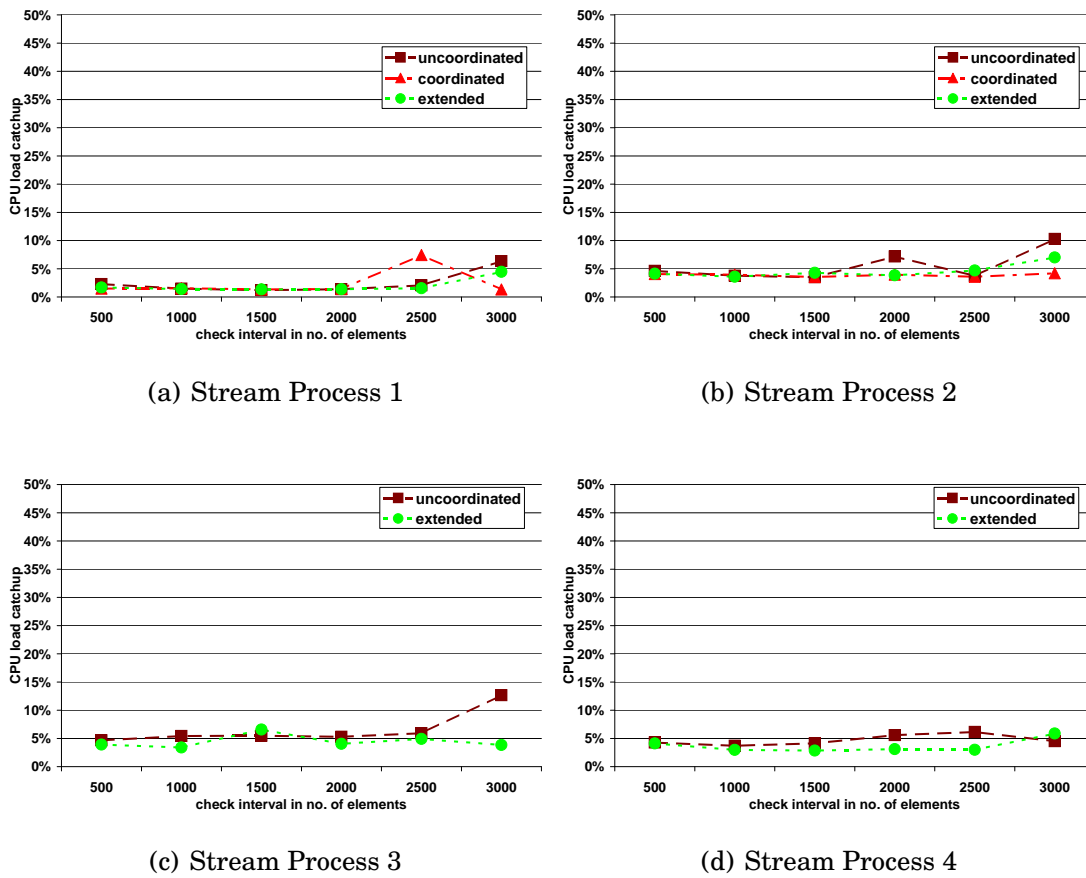 50%
45%
40%
35%
30%
25%
20%
15%
10%
5%
0%
CPU load catchup
uncoordinated
coordinated
extended
500 1000 1500 2000 2500 3000
check interval in no. of elements
(a) Stream Process 1
50%
45%
40%
35%
30%
25%
20%
15%
10%
5%
0%
CPU load catchup
uncoordinated
coordinated
extended
500 1000 1500 2000 2500 3000
check interval in no. of elements
(b) Stream Process 2
50%
45%
40%
35%
30%
25%
20%
15%
10%
5%
0%
CPU load catchup
uncoordinated
extended
500 1000 1500 2000 2500 3000
check interval in no. of elements
(c) Stream Process 3
50%
45%
40%
35%
30%
25%
20%
15%
10%
5%
0%
CPU load catchup
uncoordinated
extended
500 1000 1500 2000 2500 3000
check interval in no. of elements
(d) Stream Process 4